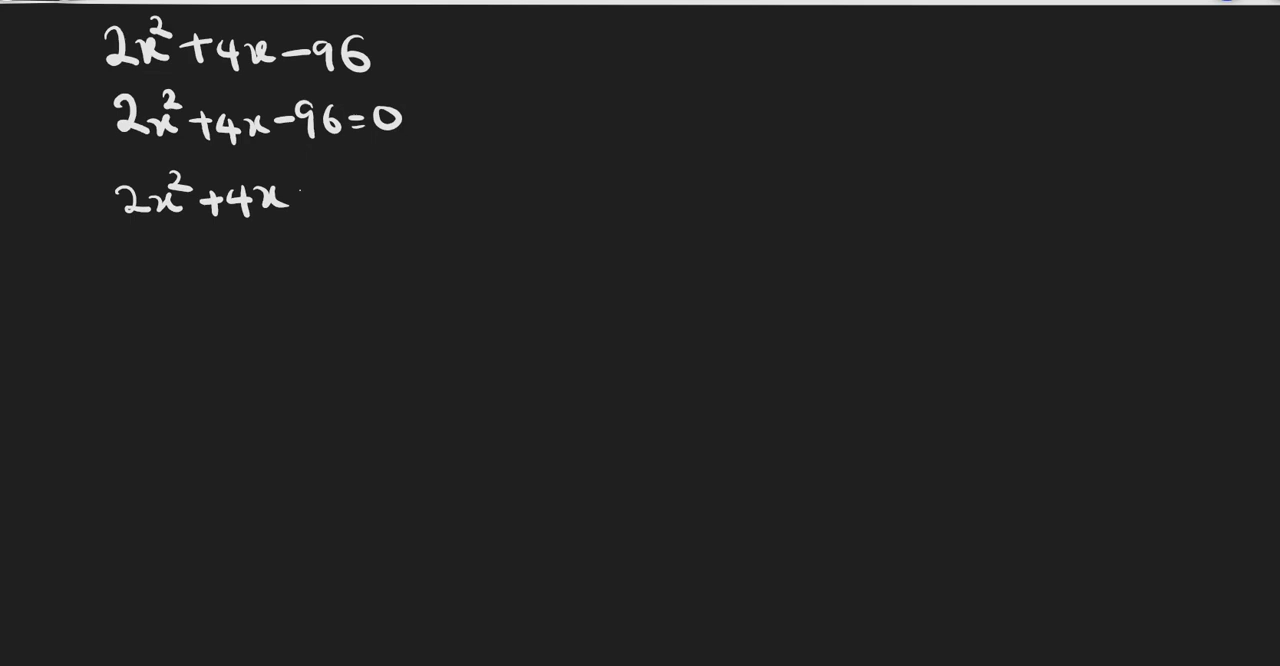 2x² + 4x - 96
2x² + 4x - 96 = 0
2x² + 4x